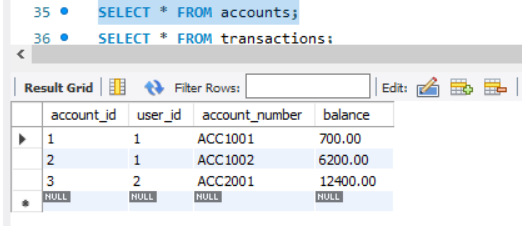 35 SELECT * FROM accounts;
36 SELECT * FROM transactions;
Result Grid Filter Rows: Edit:
account_id user_id account_number balance
1 1 ACC1001 700.00
2 1 ACC1002 6200.00
3 2 ACC2001 12400.00
NULL NULL NULL NULL